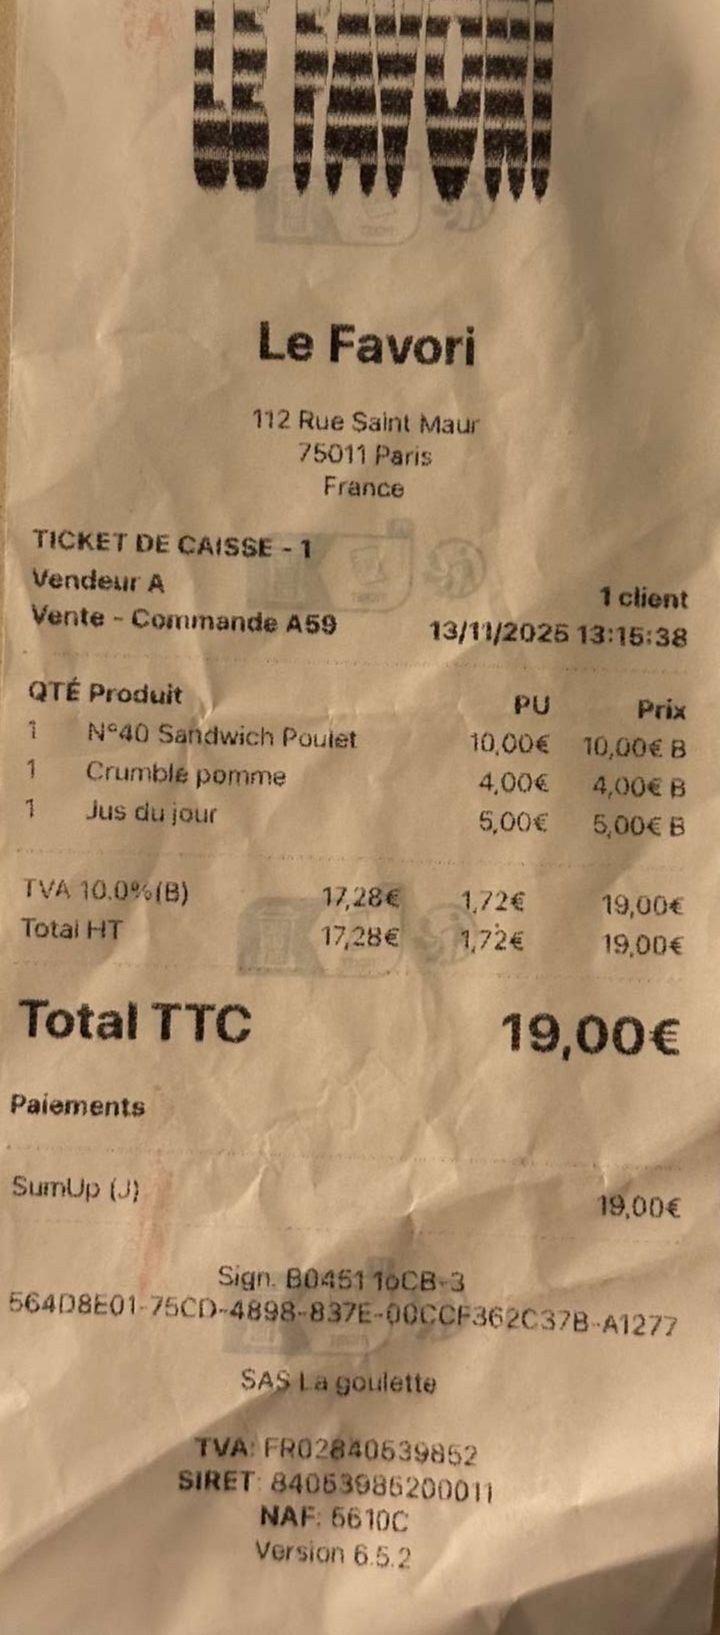 LE FAVORI
Le Favori
112 Rue Saint Maur
75011 Paris
France
TICKET DE CAISSE - 1
Vendeur A
1 client
Vente - Commande A59 13/11/2025 13:15:38
QTÉ Produit PU Prix
1 N°40 Sandwich Poulet 10,00€ 10,00€ B
1 Crumble pomme 4,00€ 4,00€ B
1 Jus du jour 5,00€ 5,00€ B
TVA 10.0%(B) 17,28€ 1,72€ 19,00€
Total HT 17,28€ 1,72€ 19,00€
Total TTC 19,00€
Paiements
SumUp (J) 19,00€
Sign.
564D8E01-75CD-4898-837E-00CCF362C37B-A1277
SAS La goulette
TVA: FR02840539852
SIRET: 84053985200011
NAF: 5610C
Version 6.5.2